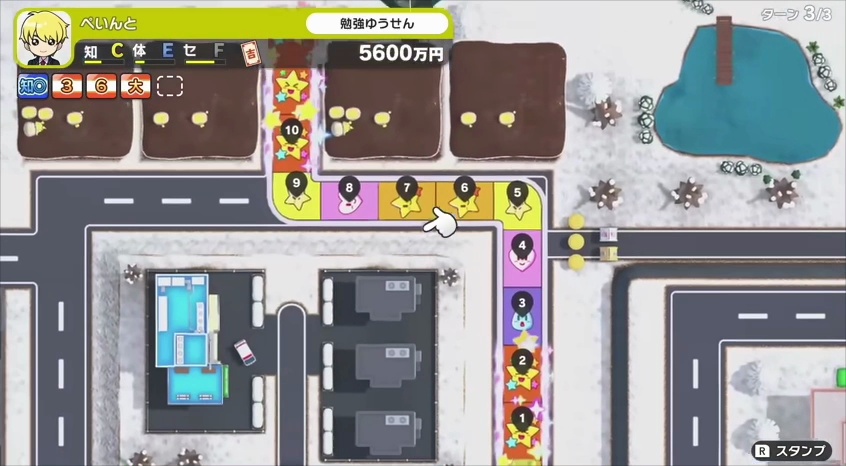 ぺいんと
勉強ゆうせん
ターン 3/3
知 C 体 E セ F 吉
5600万円
知 3 6 大
10
9 8 7 6 5
4
3
2
1
R スタンプ